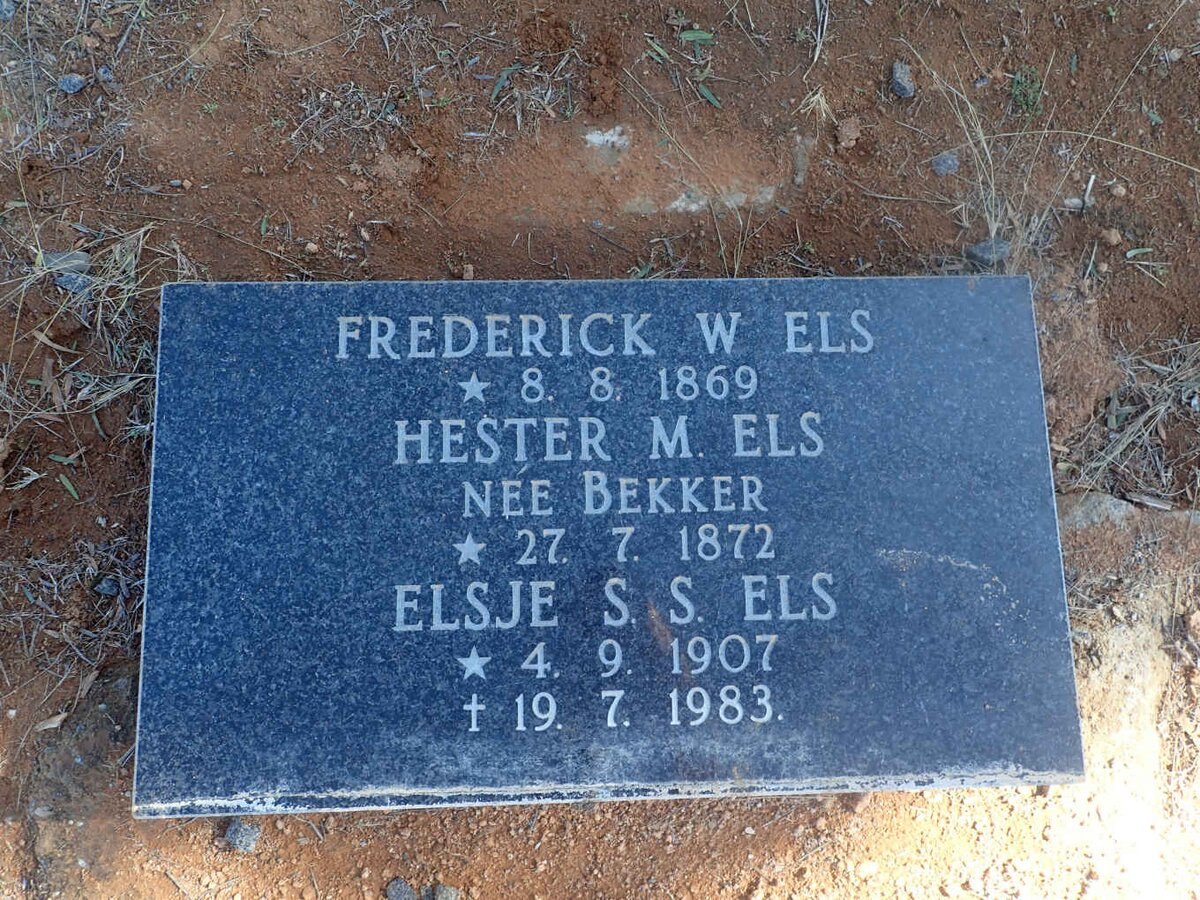 FREDERICK W ELS
★ 8. 8. 1869
HESTER M. ELS
NÉE BEKKER
★ 27. 7. 1872
ELSJE S. S. ELS
★ 4. 9. 1907
† 19. 7. 1983.